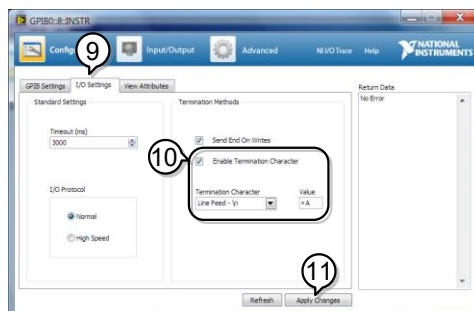 GPIB0::8::INSTR
9
Config
Input/Output
Advanced
NI I/O Trace
Help
NATIONAL
INSTRUMENTS
GPIB Settings
I/O Settings
View Attributes
Return Data
No Error
Standard Settings
Termination Methods
Timeout (ms)
3000
Send End On Writes
10
Enable Termination Character
I/O Protocol
Termination Character
Value
Line Feed - \n
Normal
High Speed
11
Refresh
Apply Changes